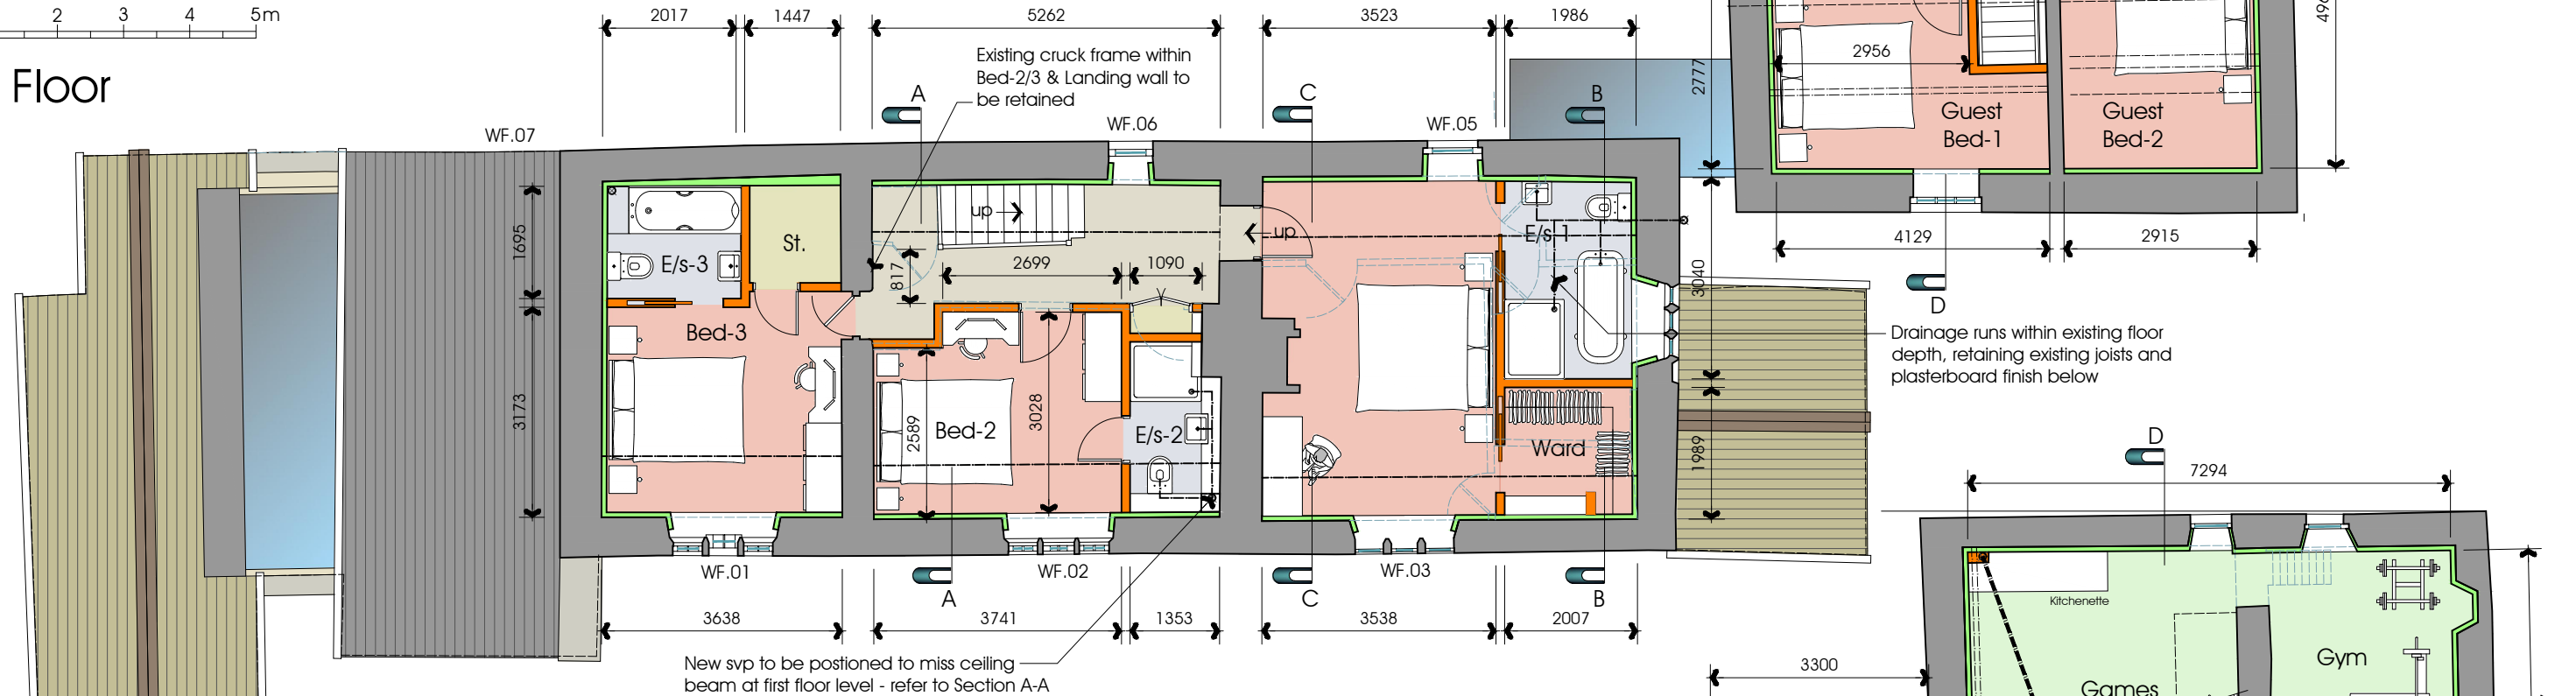 2 3 4 5m
Floor
2017 1447 5262 3523 1986
Existing cruck frame within
Bed-2/3 & Landing wall to
be retained
A C B
WF.07 WF.06 WF.05
2777
2956
Guest
Bed-1
Guest
Bed-2
4129 2915
D
1695
E/s-3
St.
up
817
2699 1090
up
E/s-1
3040
Bed-3
3173
2589
Bed-2
3028
E/s-2
Ward
1989
Drainage runs within existing floor
depth, retaining existing joists and
plasterboard finish below
WF.01 WF.02 WF.03
A C B
3638 3741 1353 3538 2007
New svp to be postioned to miss ceiling
beam at first floor level - refer to Section A-A
D
7294
Kitchenette
Gym
Games
3300